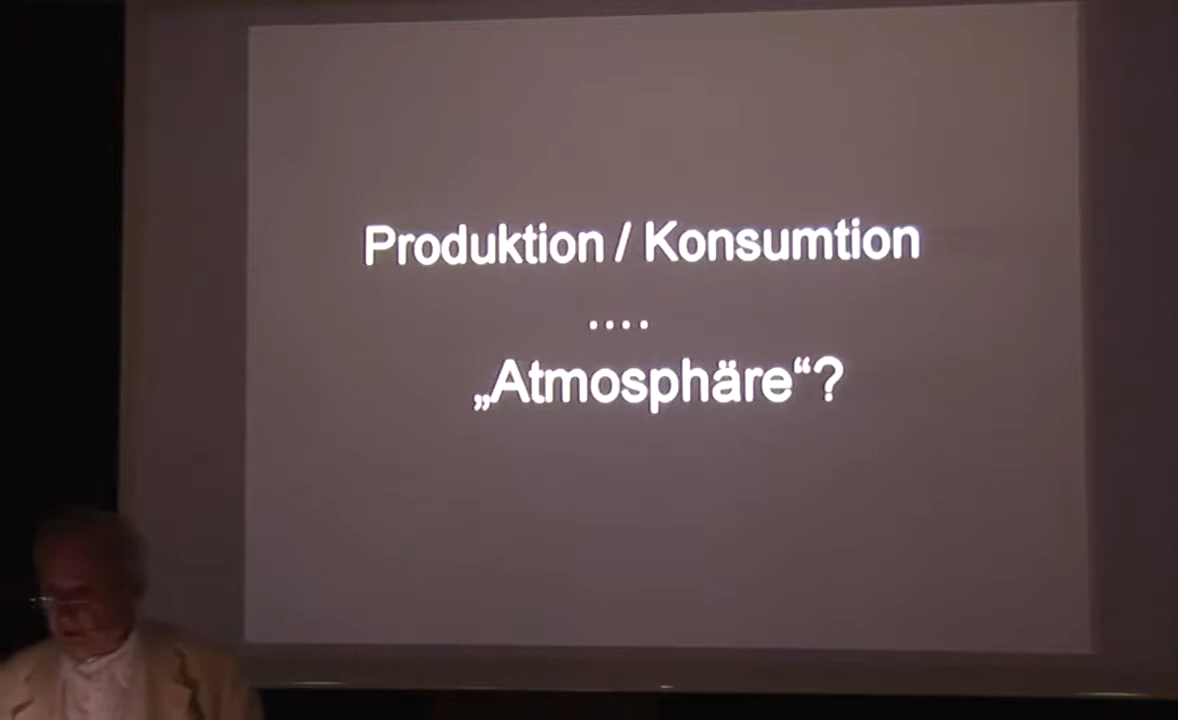 Produktion / Konsumtion
....
„Atmosphäre“?